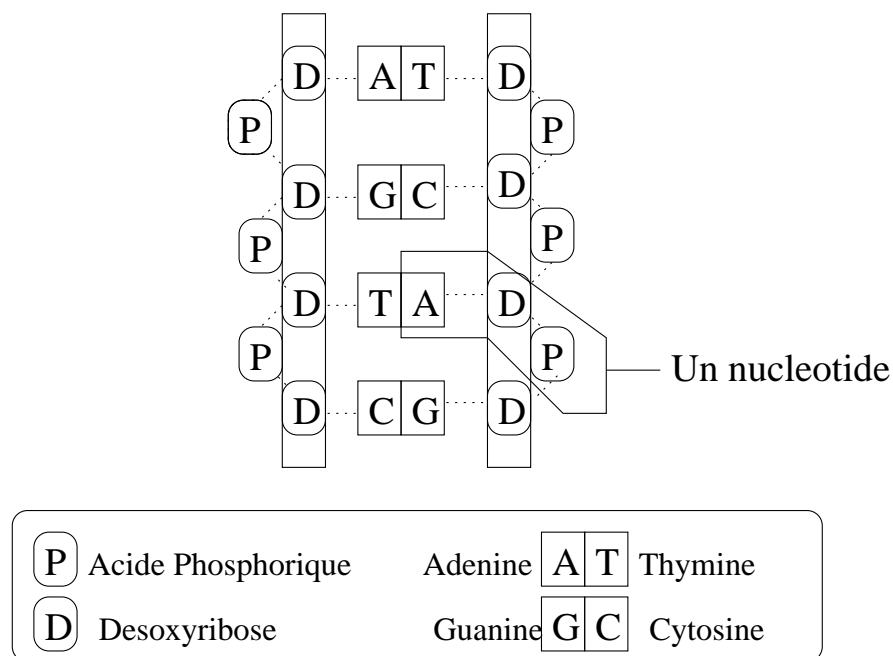 D A T D
P P
D G C D
P P
D T A D
P P
Un nucleotide
D C G D
P Acide Phosphorique Adenine A T Thymine
D Desoxyribose Guanine G C Cytosine